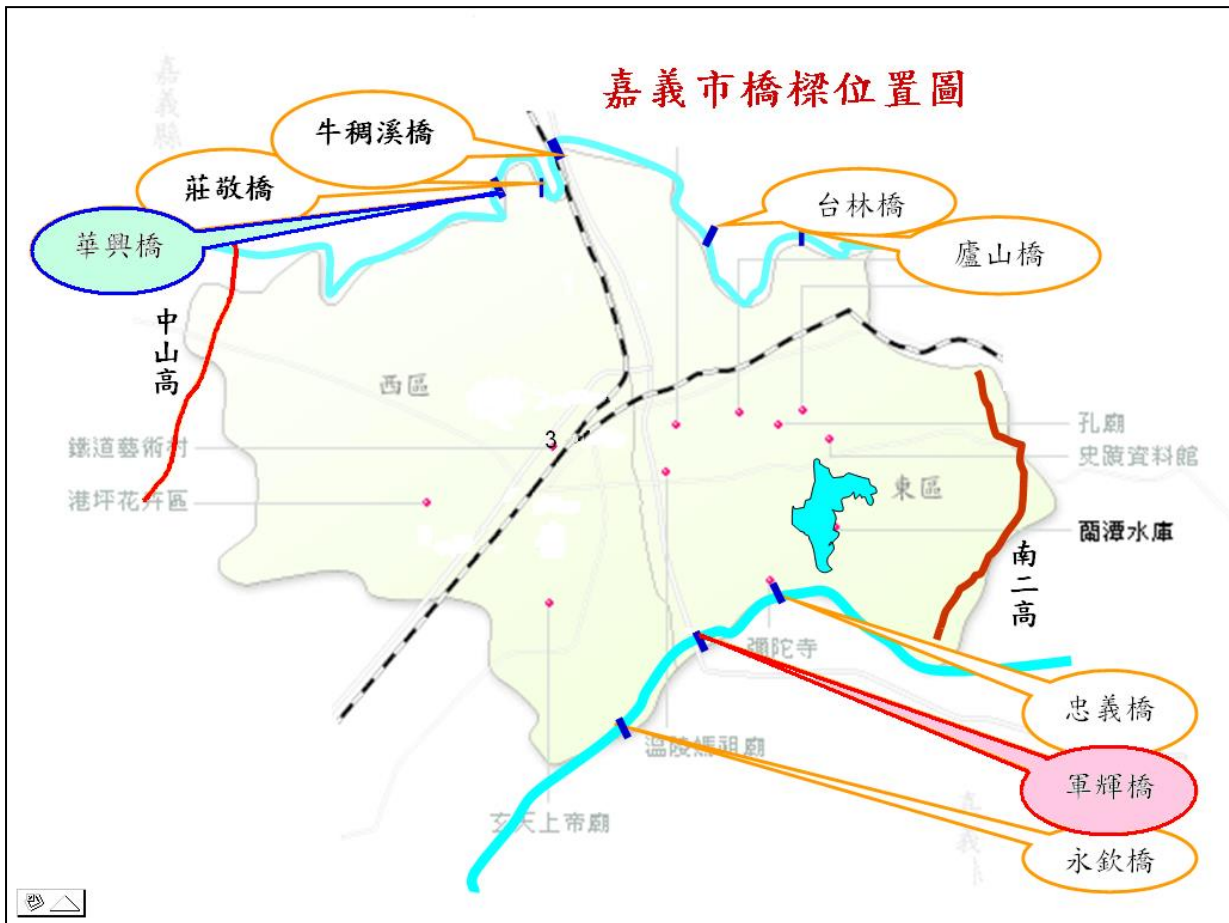 嘉義市橋樑位置圖
嘉義縣
牛稠溪橋
莊敬橋
華興橋
台林橋
廬山橋
中山高
西區
3
鐵道藝術村
港坪花卉區
孔廟
史蹟資料館
東區
蘭潭水庫
南二高
彌陀寺
忠義橋
溫陵媽祖廟
軍輝橋
玄天上帝廟
嘉義縣
永欽橋